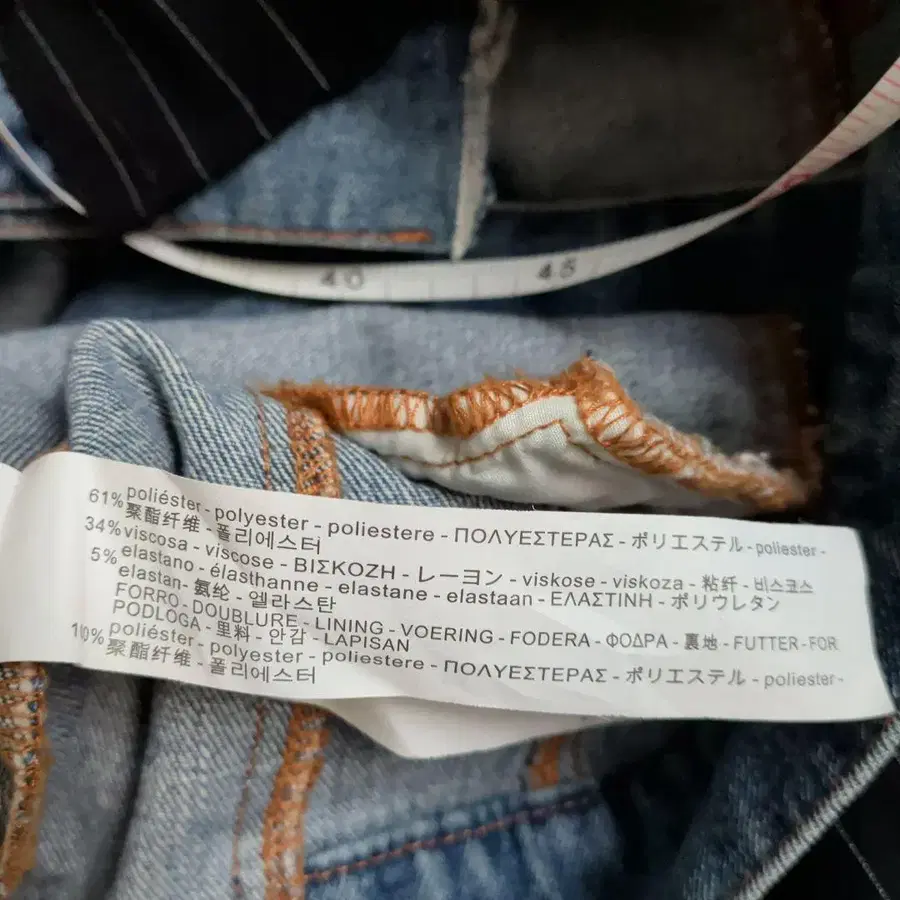 40 45
61% poliéster - polyester - poliestere - ΠΟΛΥΕΣΤΕΡΑΣ - ポリエステル - poliester -
聚酯纤维 - 폴리에스터
34% viscosa - viscose - ΒΙΣΚΟΖΗ - レーヨン - viskose - viskoza - 粘纤 - 비스코스
5% elastano - élasthanne - elastane - elastaan - ΕΛΑΣΤΙΝΗ - ポリウレタン
elastan - 氨纶 - 엘라스탄
FORRO - DOUBLURE - LINING - VOERING - FODERA - ΦΟΔΡΑ - 裏地 - FUTTER - FOR
PODLOGA - 里料 - 안감 - LAPISAN
100% poliéster - polyester - poliestere - ΠΟΛΥΕΣΤΕΡΑΣ - ポリエステル - poliester -
聚酯纤维 - 폴리에스터